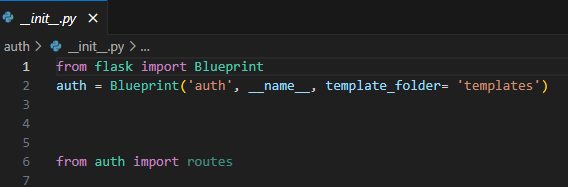 __init__.py ×
auth > __init__.py > ...
1 from flask import Blueprint
2 auth = Blueprint('auth', __name__, template_folder= 'templates')
3
4
5
6 from auth import routes
7